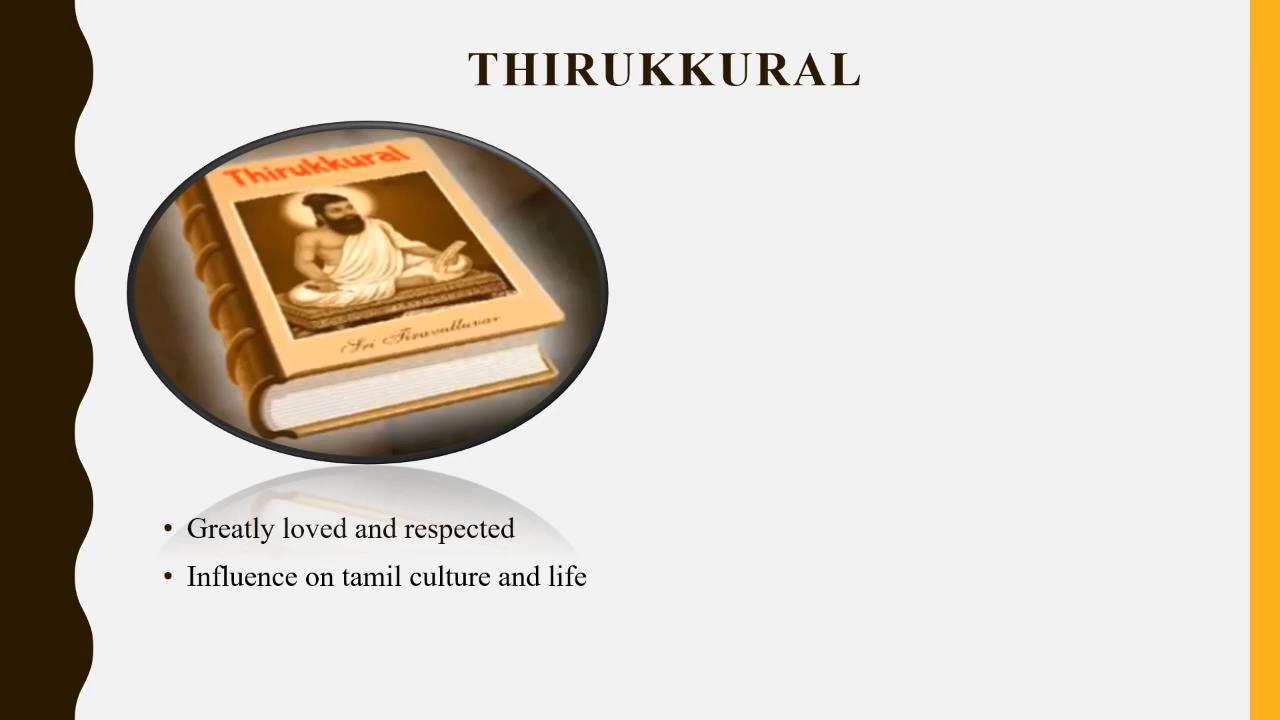 THIRUKKURAL
Thirukkural
Sri Tiruvalluvar
• Greatly loved and respected
• Influence on tamil culture and life